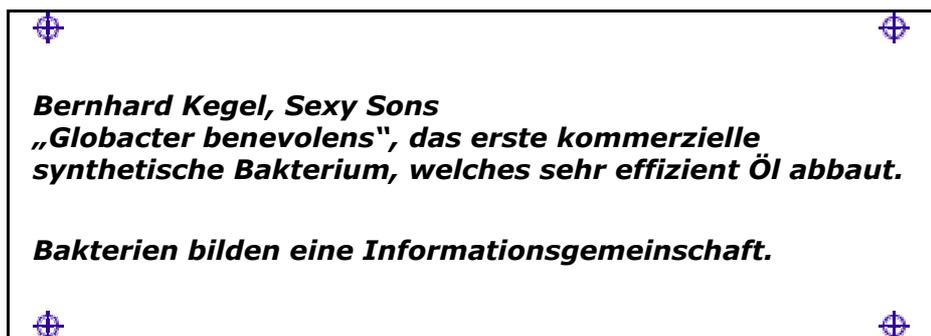 Bernhard Kegel, Sexy Sons
„Globacter benevolens“, das erste kommerzielle
synthetische Bakterium, welches sehr effizient Öl abbaut.
Bakterien bilden eine Informationsgemeinschaft.